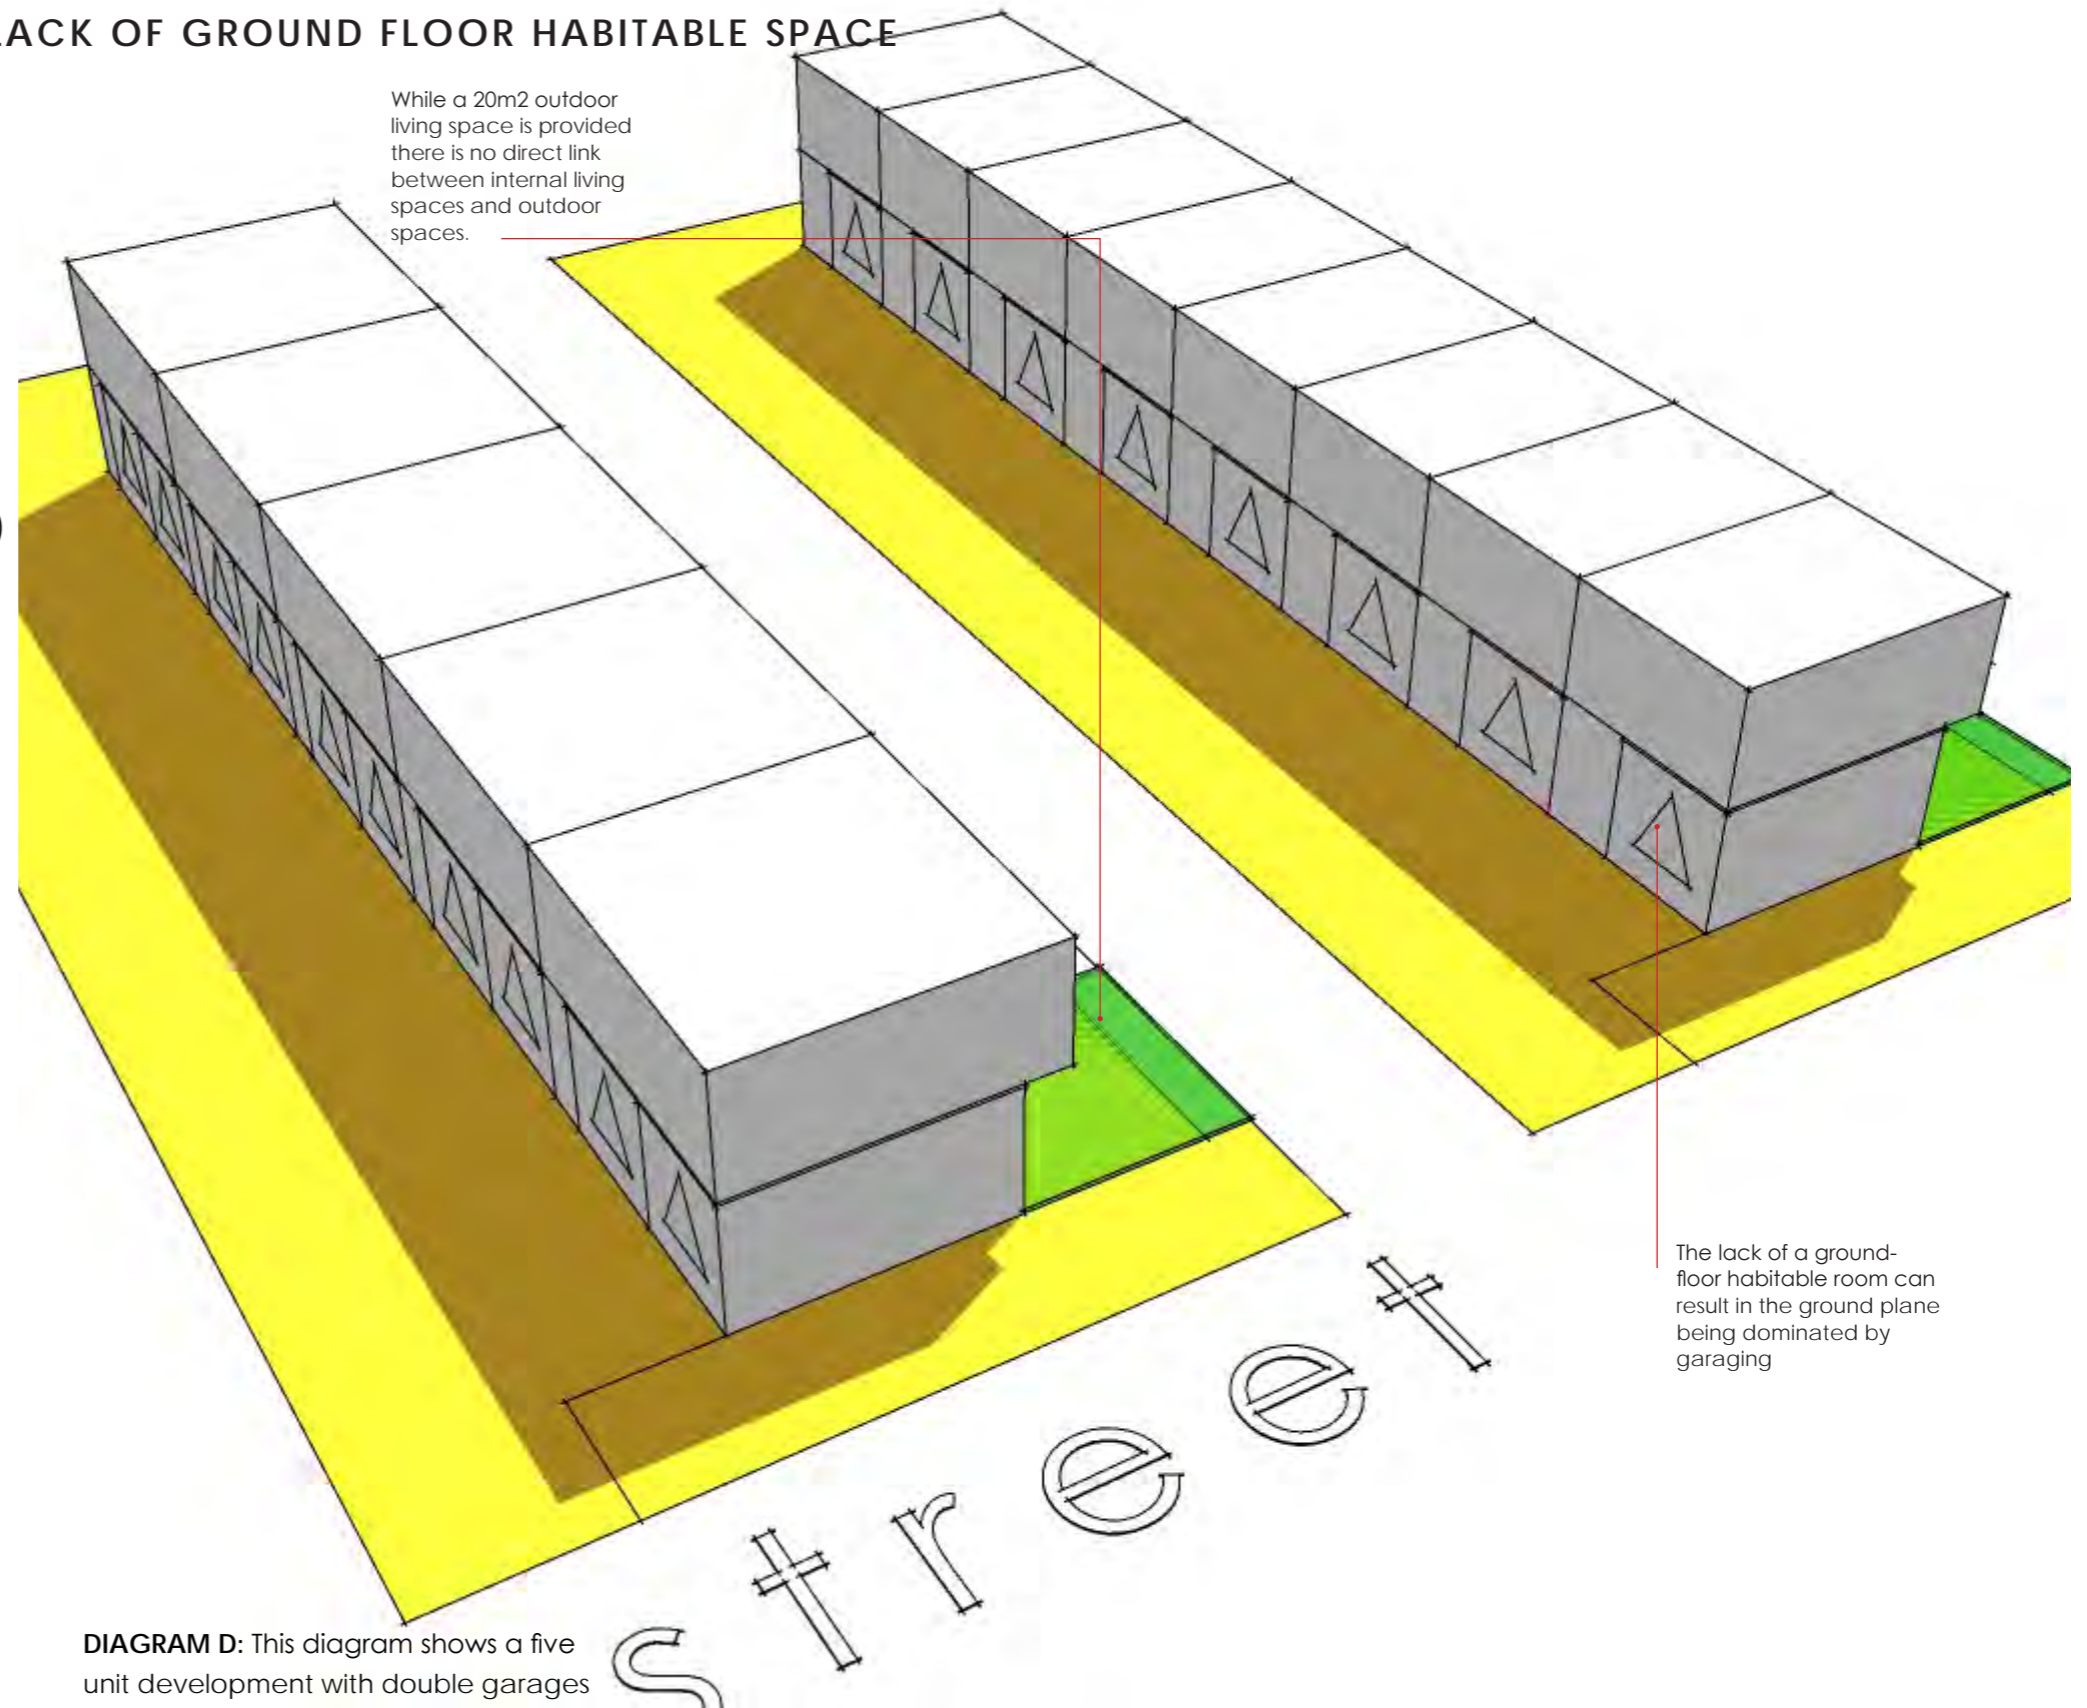 LACK OF GROUND FLOOR HABITABLE SPACE
While a 20m2 outdoor
living space is provided
there is no direct link
between internal living
spaces and outdoor
spaces.
)
The lack of a ground-
floor habitable room can
result in the ground plane
being dominated by
garaging
Street
DIAGRAM D: This diagram shows a five
unit development with double garages